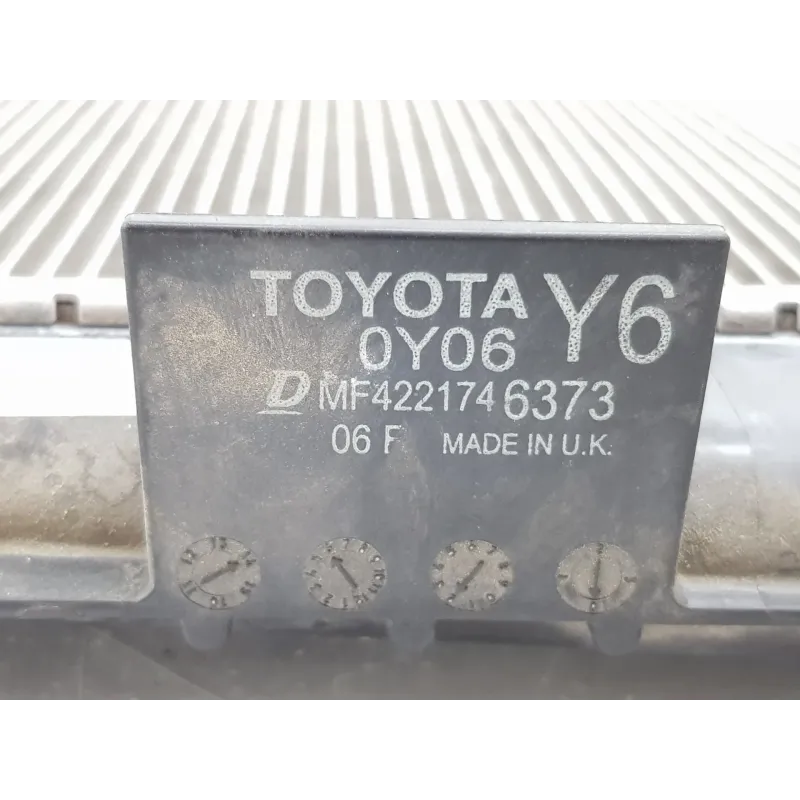 TOYOTA Y6
0Y06
D MF422174 6373
06 F MADE IN U.K.